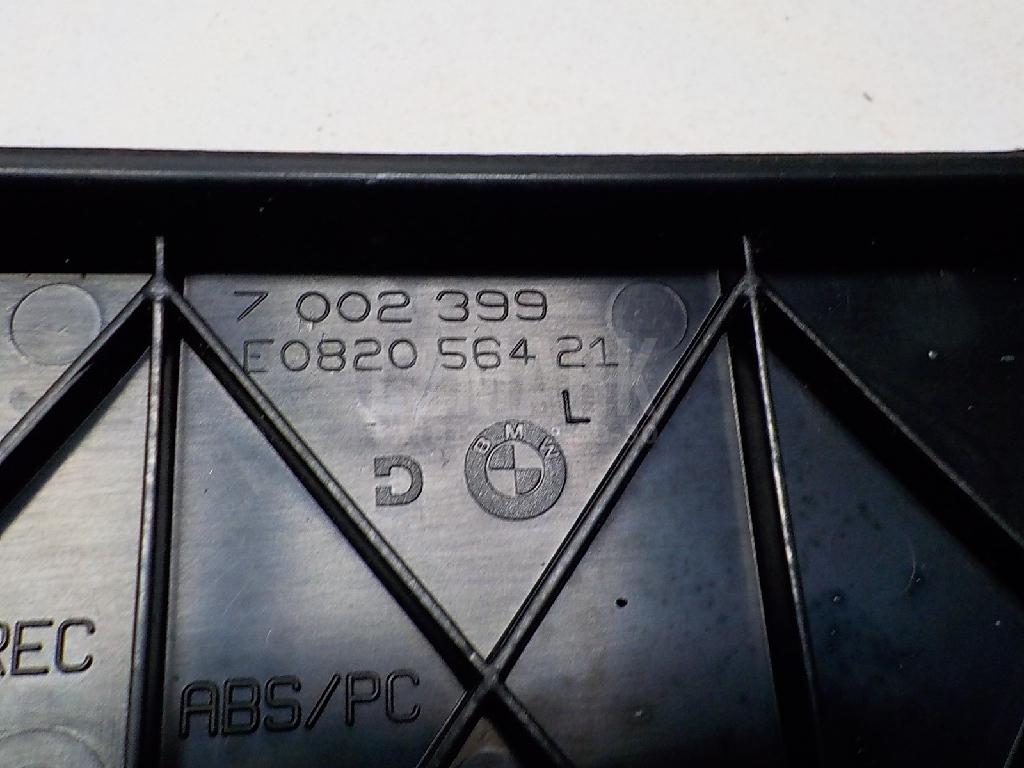 7 002 399
E0820 564 21
L
BMW
REC
ABS/PC